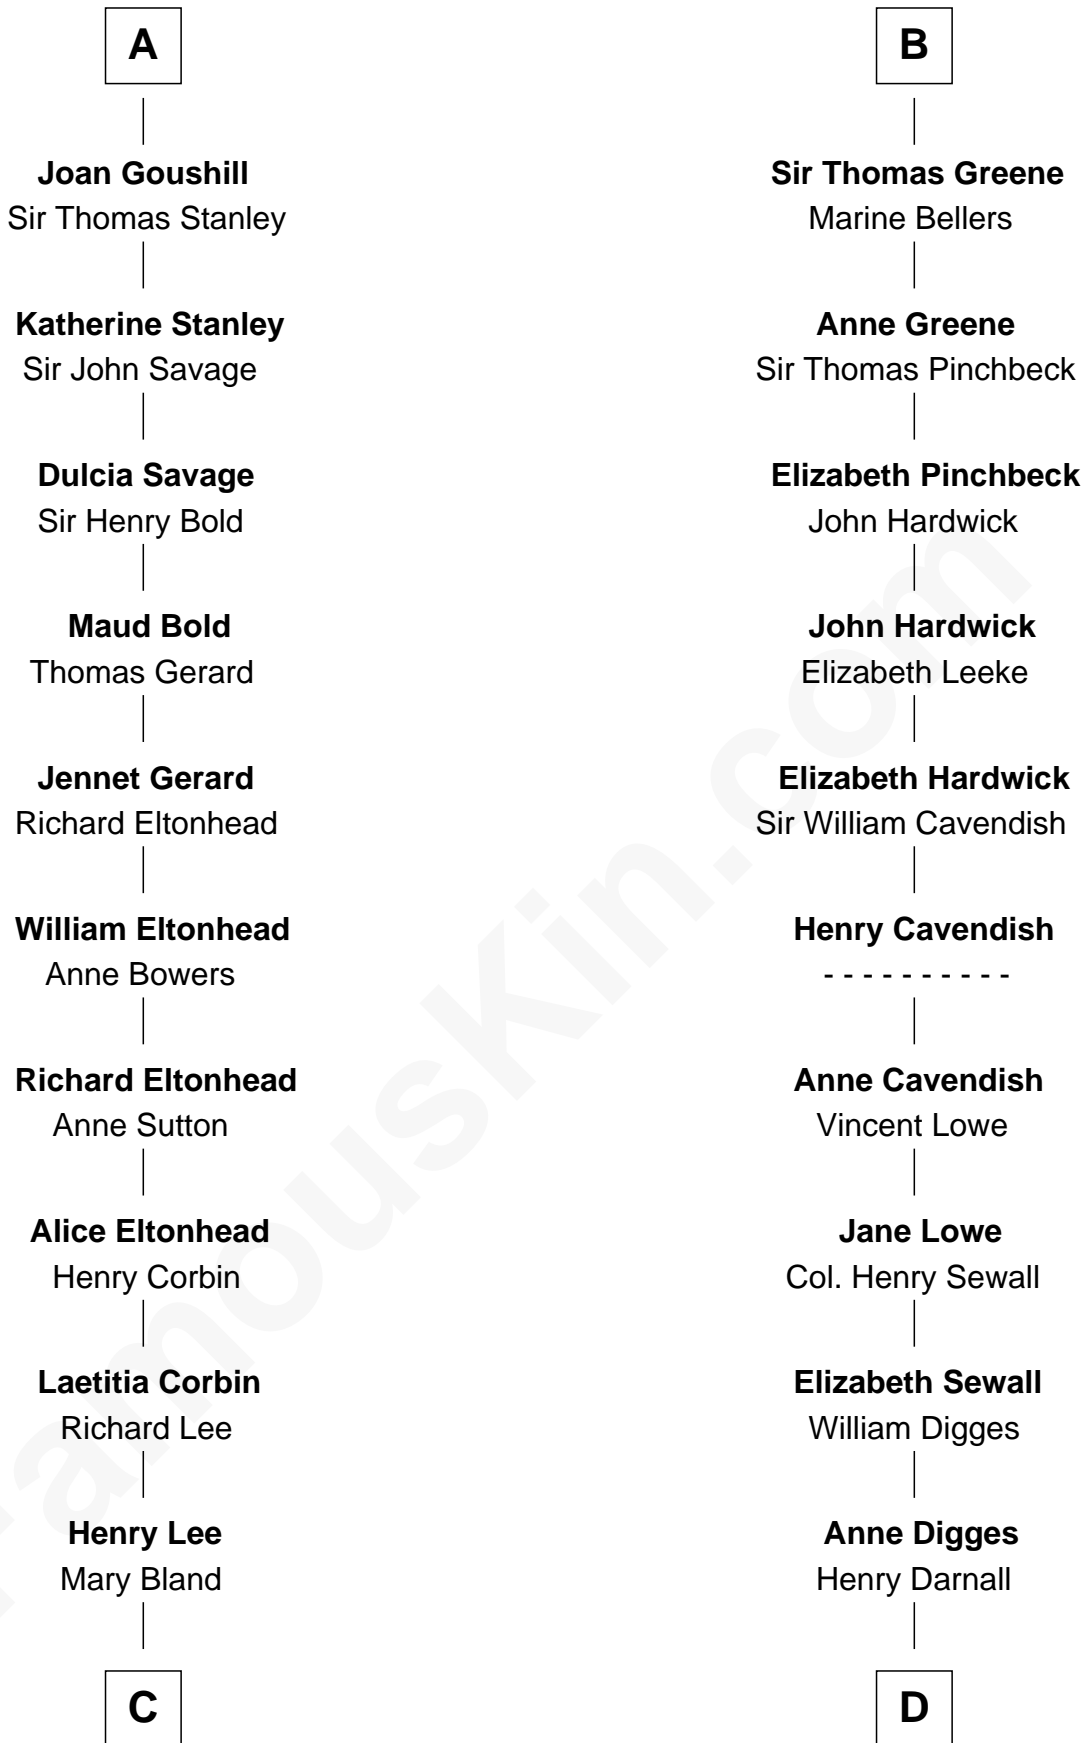 A
Joan Goushill
Sir Thomas Stanley
Katherine Stanley
Sir John Savage
Dulcia Savage
Sir Henry Bold
Maud Bold
Thomas Gerard
Jennet Gerard
Richard Eltonhead
William Eltonhead
Anne Bowers
Richard Eltonhead
Anne Sutton
Alice Eltonhead
Henry Corbin
Laetitia Corbin
Richard Lee
Henry Lee
Mary Bland
C
B
Sir Thomas Greene
Marine Bellers
Anne Greene
Sir Thomas Pinchbeck
Elizabeth Pinchbeck
John Hardwick
John Hardwick
Elizabeth Leeke
Elizabeth Hardwick
Sir William Cavendish
Henry Cavendish
- - - - - - - - - -
Anne Cavendish
Vincent Lowe
Jane Lowe
Col. Henry Sewall
Elizabeth Sewall
William Digges
Anne Digges
Henry Darnall
D
FamousKin.com